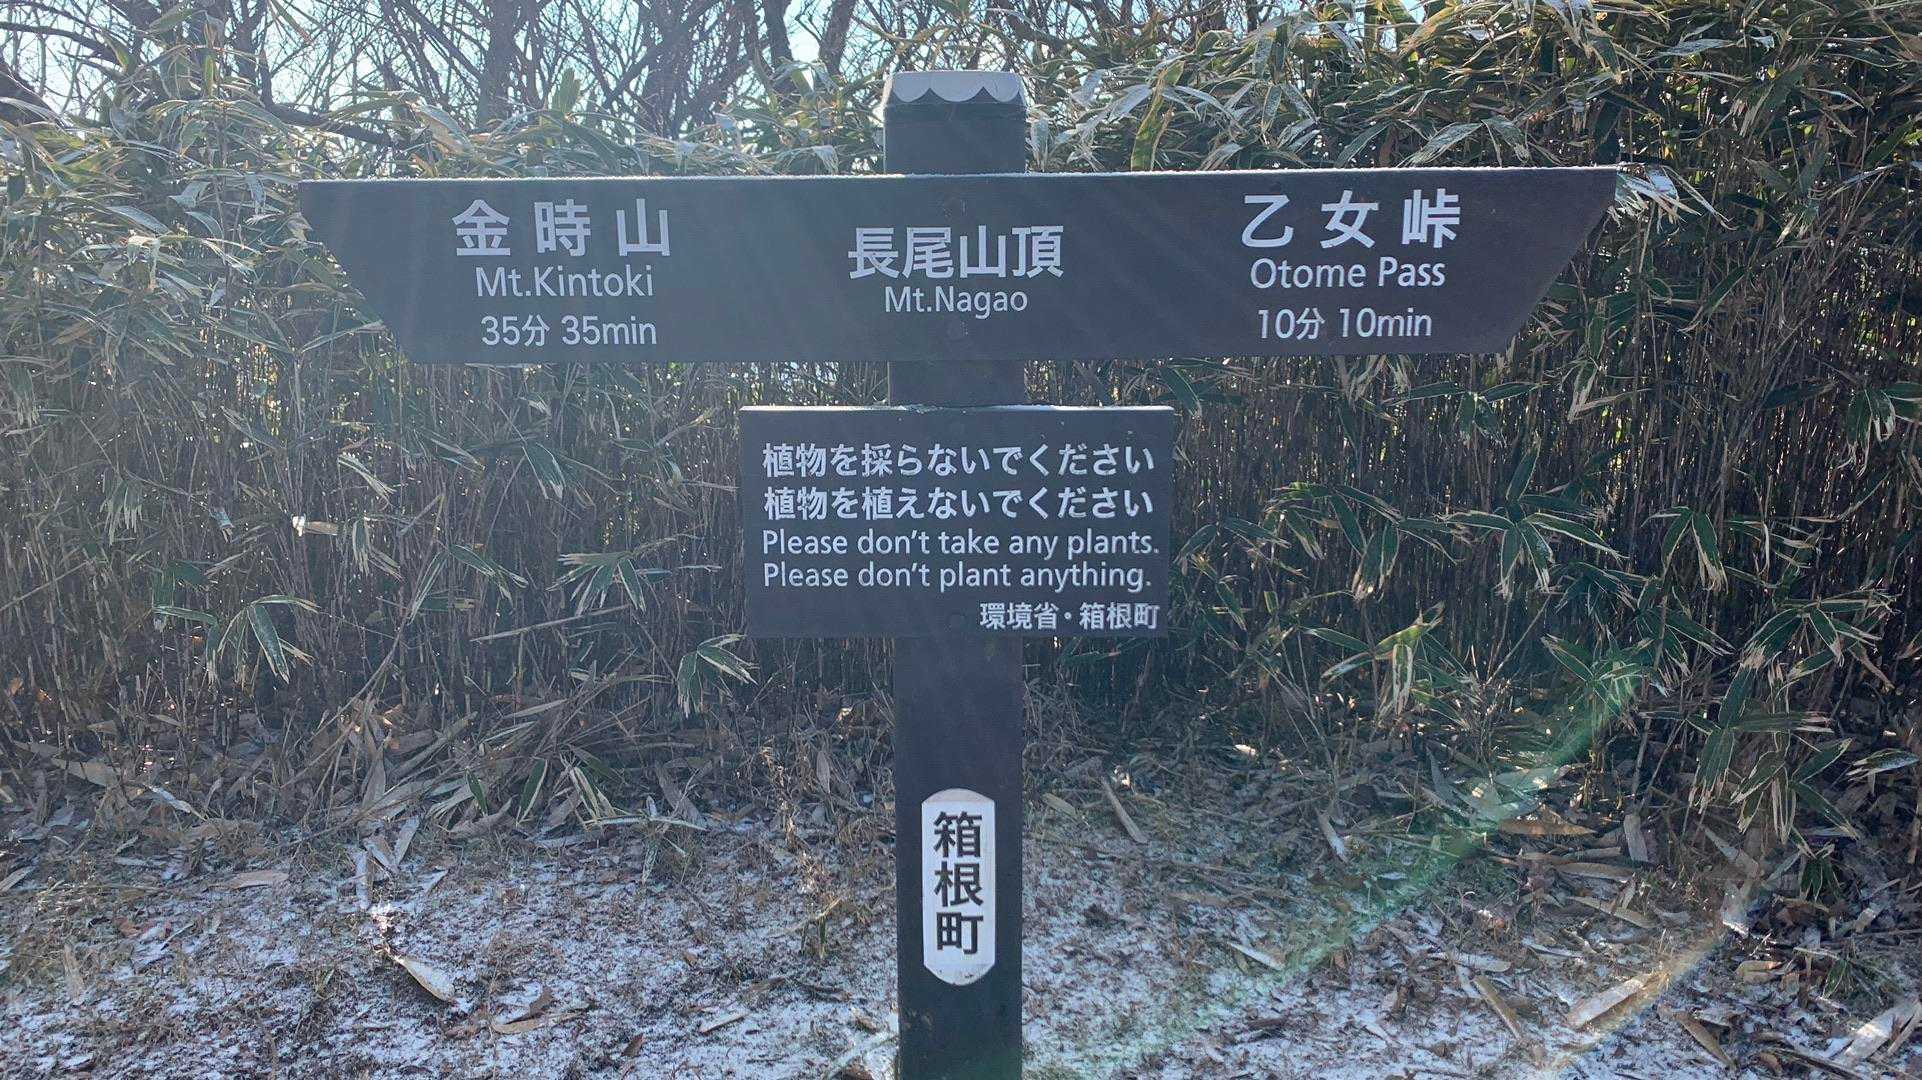 金時山
Mt.Kintoki
35分 35min
長尾山頂
Mt.Nagao
乙女峠
Otome Pass
10分 10min
植物を採らないでください
植物を植えないでください
Please don't take any plants.
Please don't plant anything.
環境省・箱根町
箱根町